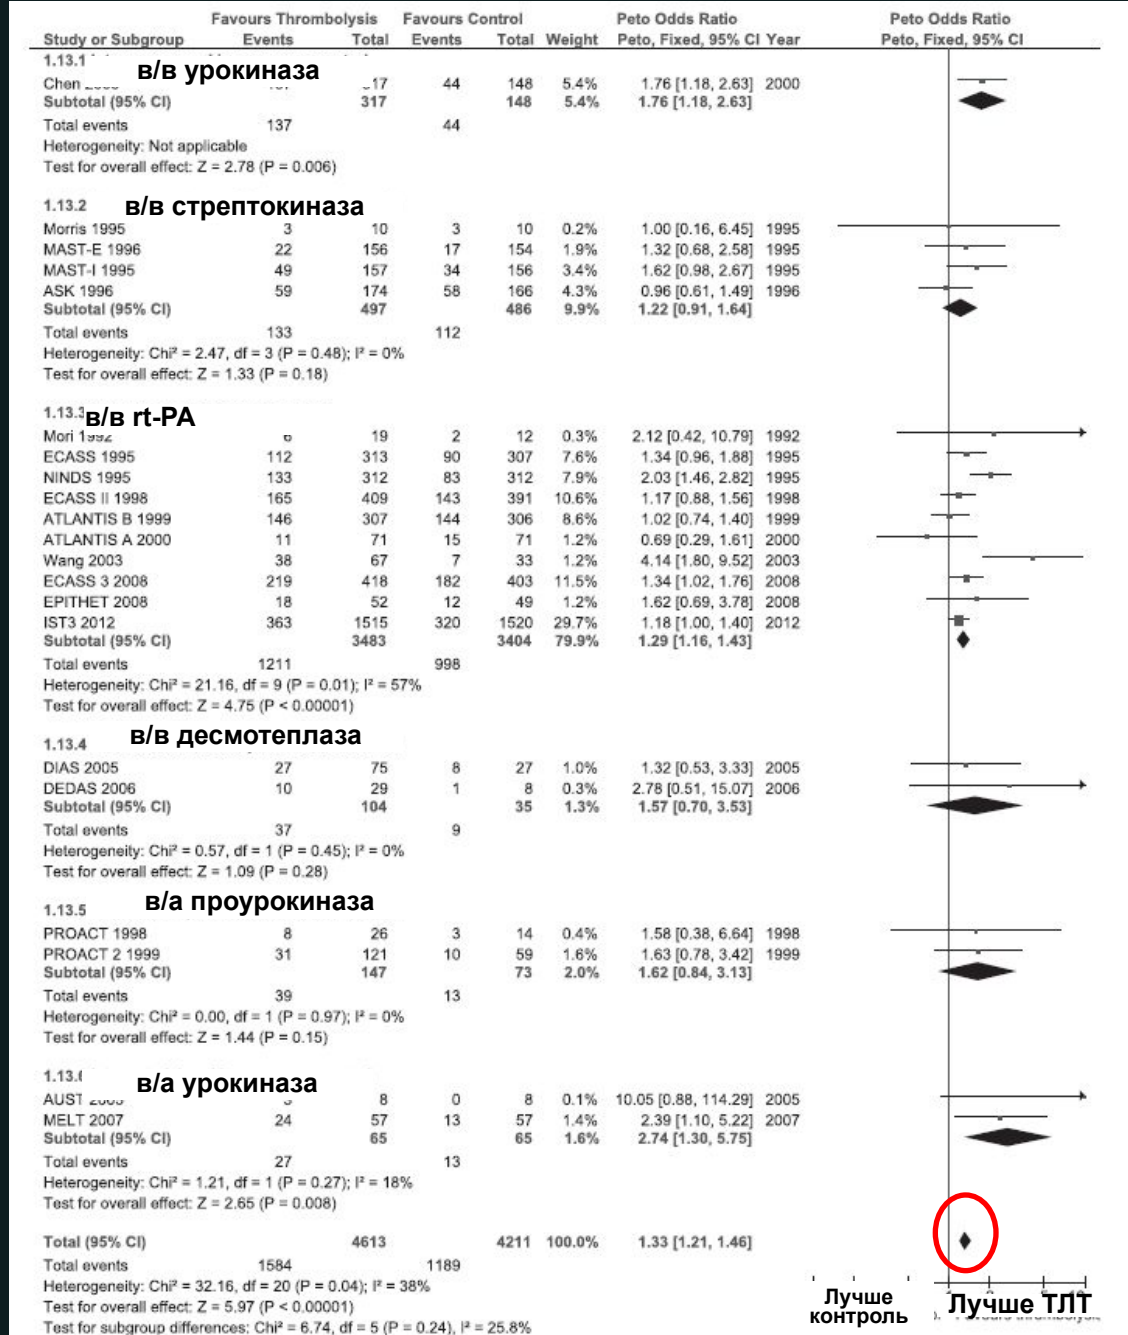 Favours Thrombolysis Favours Control Peto Odds Ratio Peto Odds Ratio
Study or Subgroup Events Total Events Total Weight Peto, Fixed, 95% CI Year Peto, Fixed, 95% CI
1.13.1 в/в урокиназа
Chen 44 148 5.4% 1.76 [1.18, 2.63] 2000
Subtotal (95% CI) 317 148 5.4% 1.76 [1.18, 2.63]
Total events 137 44
Heterogeneity: Not applicable
Test for overall effect: Z = 2.78 (P = 0.006)
1.13.2 в/в стрептокиназа
Morris 1995 3 10 3 10 0.2% 1.00 [0.16, 6.45] 1995
MAST-E 1996 22 156 17 154 1.9% 1.32 [0.68, 2.58] 1995
MAST-I 1995 49 157 34 156 3.4% 1.62 [0.98, 2.67] 1995
ASK 1996 59 174 58 166 4.3% 0.96 [0.61, 1.49] 1996
Subtotal (95% CI) 497 486 9.9% 1.22 [0.91, 1.64]
Total events 133 112
Heterogeneity: Chi² = 2.47, df = 3 (P = 0.48); I² = 0%
Test for overall effect: Z = 1.33 (P = 0.18)
1.13.3 в/в rt-PA
Mori 1992 6 19 2 12 0.3% 2.12 [0.42, 10.79] 1992
ECASS 1995 112 313 90 307 7.6% 1.34 [0.96, 1.88] 1995
NINDS 1995 133 312 83 312 7.9% 2.03 [1.46, 2.82] 1995
ECASS II 1998 165 409 143 391 10.6% 1.17 [0.88, 1.56] 1998
ATLANTIS B 1999 146 307 144 306 8.6% 1.02 [0.74, 1.40] 1999
ATLANTIS A 2000 11 71 15 71 1.2% 0.69 [0.29, 1.61] 2000
Wang 2003 38 67 7 33 1.2% 4.14 [1.80, 9.52] 2003
ECASS 3 2008 219 418 182 403 11.5% 1.34 [1.02, 1.76] 2008
EPITHET 2008 18 52 12 49 1.2% 1.62 [0.69, 3.78] 2008
IST3 2012 363 1515 320 1520 29.7% 1.18 [1.00, 1.40] 2012
Subtotal (95% CI) 3483 3404 79.9% 1.29 [1.16, 1.43]
Total events 1211 998
Heterogeneity: Chi² = 21.16, df = 9 (P = 0.01); I² = 57%
Test for overall effect: Z = 4.75 (P < 0.00001)
1.13.4 в/в десмотеплаза
DIAS 2005 27 75 8 27 1.0% 1.32 [0.53, 3.33] 2005
DEDAS 2006 10 29 1 8 0.3% 2.78 [0.51, 15.07] 2006
Subtotal (95% CI) 104 35 1.3% 1.57 [0.70, 3.53]
Total events 37 9
Heterogeneity: Chi² = 0.57, df = 1 (P = 0.45); I² = 0%
Test for overall effect: Z = 1.09 (P = 0.28)
1.13.5 в/а проурокиназа
PROACT 1998 8 26 3 14 0.4% 1.58 [0.38, 6.64] 1998
PROACT 2 1999 31 121 10 59 1.6% 1.63 [0.78, 3.42] 1999
Subtotal (95% CI) 147 73 2.0% 1.62 [0.84, 3.13]
Total events 39 13
Heterogeneity: Chi² = 0.00, df = 1 (P = 0.97); I² = 0%
Test for overall effect: Z = 1.44 (P = 0.15)
1.13. в/а урокиназа
AUST 8 0 8 0.1% 10.05 [0.88, 114.29] 2005
MELT 2007 24 57 13 57 1.4% 2.39 [1.10, 5.22] 2007
Subtotal (95% CI) 65 65 1.6% 2.74 [1.30, 5.75]
Total events 27 13
Heterogeneity: Chi² = 1.21, df = 1 (P = 0.27); I² = 18%
Test for overall effect: Z = 2.65 (P = 0.008)
Total (95% CI) 4613 4211 100.0% 1.33 [1.21, 1.46]
Total events 1584 1189
Heterogeneity: Chi² = 32.16, df = 20 (P = 0.04); I² = 38%
Test for overall effect: Z = 5.97 (P < 0.00001)
Test for subgroup differences: Chi² = 6.74, df = 5 (P = 0.24), I² = 25.8%
Лучше контроль
Лучше ТЛТ